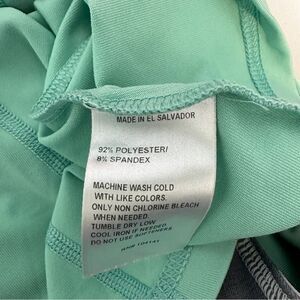 MADE IN EL SALVADOR
92% POLYESTER/
8% SPANDEX
MACHINE WASH COLD
WITH LIKE COLORS.
ONLY NON CHLORINE BLEACH
WHEN NEEDED.
TUMBLE DRY LOW
COOL IRON IF NEEDED
DO NOT USE SOFTENERS